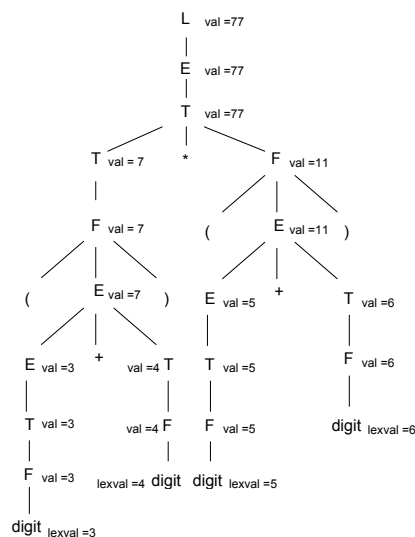 L val =77
E val =77
T val =77
T val = 7 * F val =11
F val = 7 ( E val =11 )
( E val =7 ) E val =5 + T val =6
E val =3 + val =4 T T val =5 F val =6
T val =3 val =4 F F val =5 digit lexval =6
F val =3 lexval =4 digit digit lexval =5
digit lexval =3